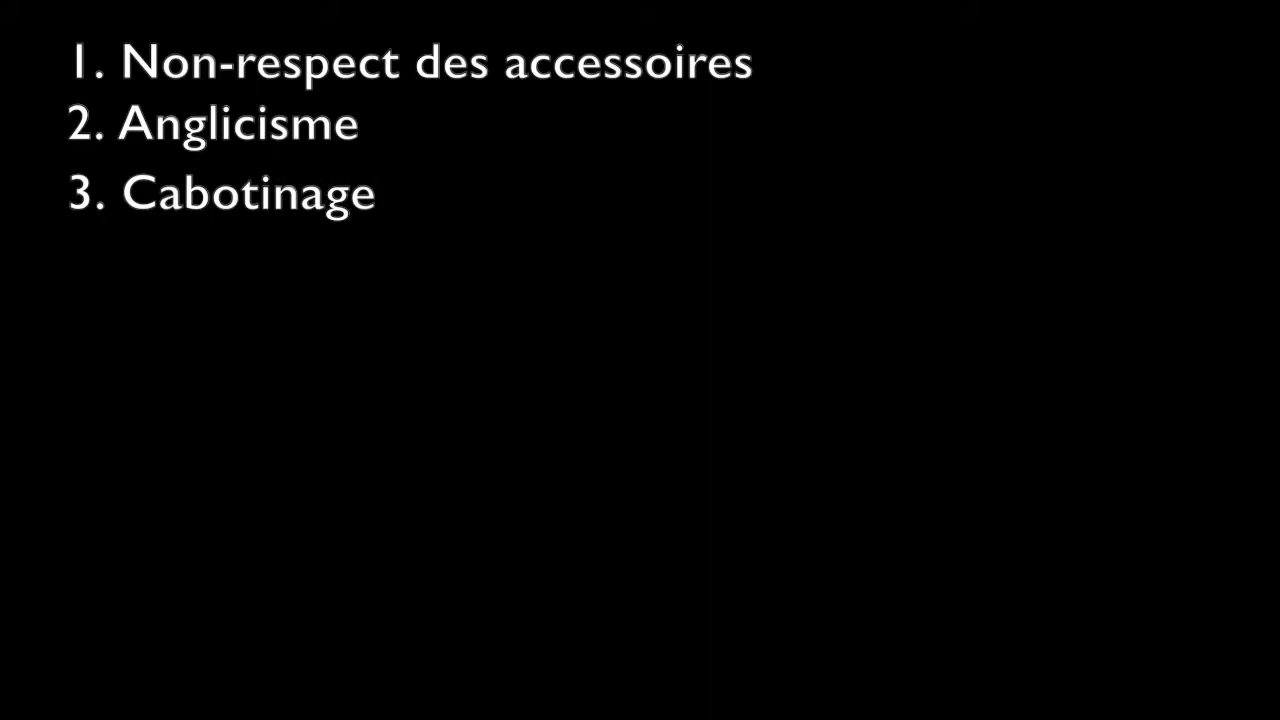 1. Non-respect des accessoires
2. Anglicisme
3. Cabotinage